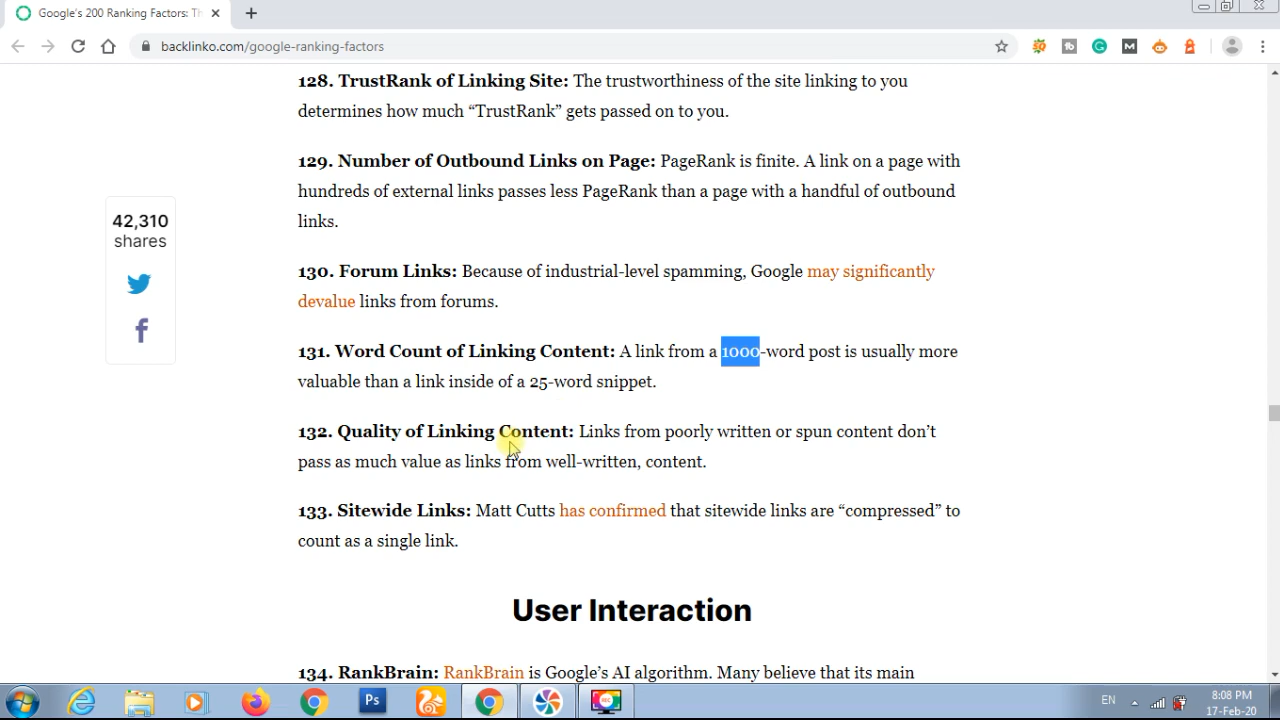 Google's 200 Ranking Factors: Th
backlinko.com/google-ranking-factors
128. TrustRank of Linking Site: The trustworthiness of the site linking to you
determines how much “TrustRank” gets passed on to you.
129. Number of Outbound Links on Page: PageRank is finite. A link on a page with
hundreds of external links passes less PageRank than a page with a handful of outbound
links.
42,310
shares
130. Forum Links: Because of industrial-level spamming, Google may significantly
devalue links from forums.
131. Word Count of Linking Content: A link from a 1000-word post is usually more
valuable than a link inside of a 25-word snippet.
132. Quality of Linking Content: Links from poorly written or spun content don’t
pass as much value as links from well-written, content.
133. Sitewide Links: Matt Cutts has confirmed that sitewide links are “compressed” to
count as a single link.
User Interaction
134. RankBrain: RankBrain is Google’s AI algorithm. Many believe that its main
Ps
EN
8:08 PM
17-Feb-20